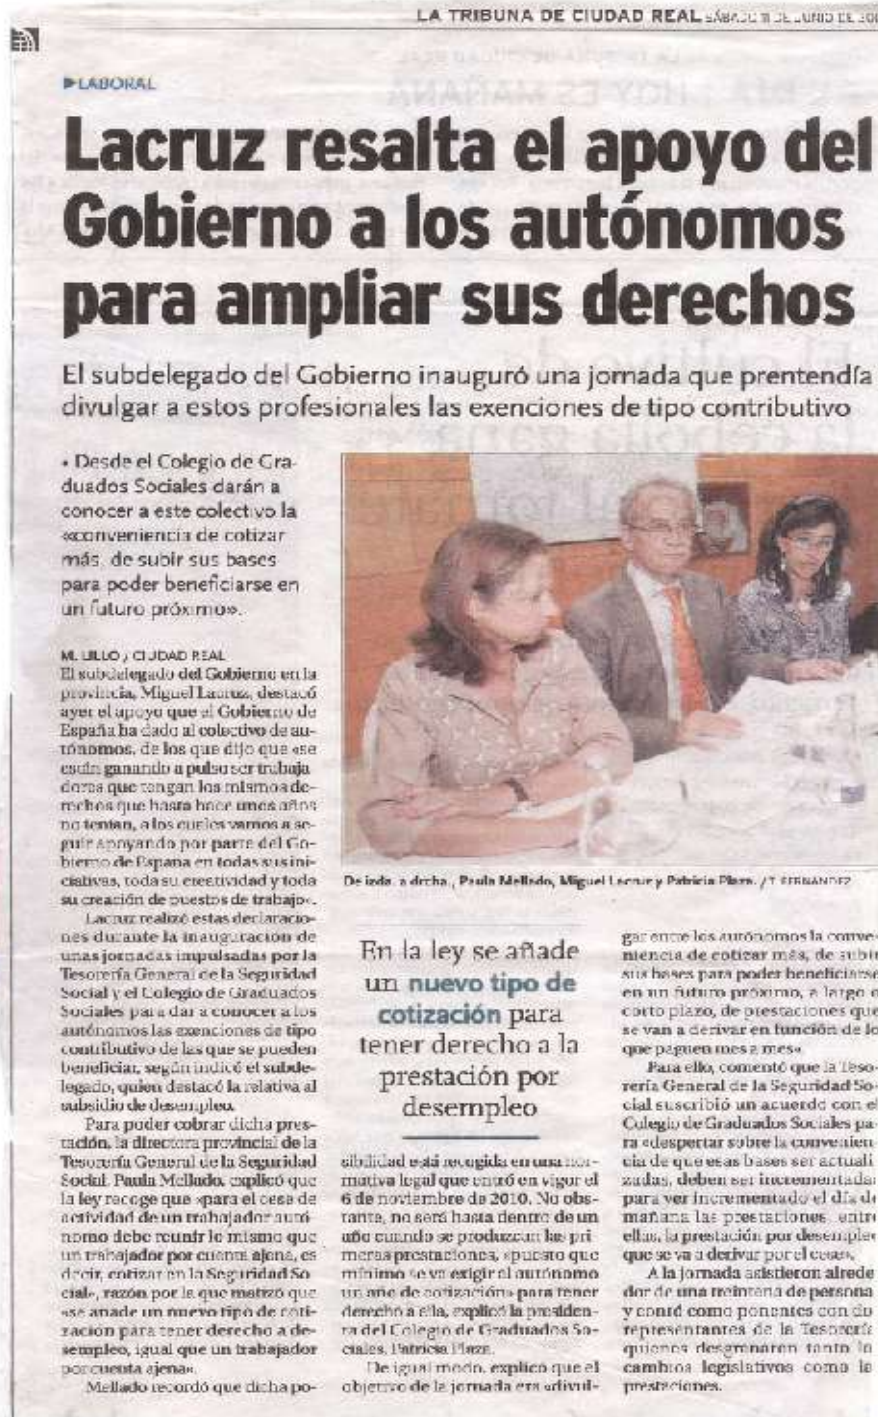 LA TRIBUNA DE CIUDAD REAL SÁBADO DE JUNIO DE
▶LABORAL
Lacruz resalta el apoyo del
Gobierno a los autónomos
para ampliar sus derechos
El subdelegado del Gobierno inauguró una jornada que prentendía
divulgar a estos profesionales las exenciones de tipo contributivo
• Desde el Colegio de Gra-
duados Sociales darán a
conocer a este colectivo la
«conveniencia de cotizar
más, de subir sus bases
para poder beneficiarse en
un futuro próximo».
M. LILLO / CIUDAD REAL
El subdelegado del Gobierno en la
provincia, Miguel Lacruz, destacó
ayer el apoyo que el Gobierno de
España ha dado al colectivo de au-
tónomos, de los que dijo que «se
están ganando a pulso ser trabaja
dores que tengan los mismos de-
rechos que hasta hace unos años
no tenían, a los cuales vamos a se-
guir apoyando por parte del Go-
bierno de España en todas sus ini-
ciativas, toda su creatividad y toda
su creación de puestos de trabajo».
Lacruz realizó estas declaracio-
nes durante la inauguración de
unas jornadas impulsadas por la
Tesorería General de la Seguridad
Social y el Colegio de Graduados
Sociales para dar a conocer a los
autónomos las exenciones de tipo
contributivo de las que se pueden
beneficiar, según indicó el subde-
legado, quien destacó la relativa al
subsidio de desempleo.
Para poder cobrar dicha pres-
tación, la directora provincial de la
Tesorería General de la Seguridad
Social, Paula Mellado, explicó que
la ley recoge que «para el cese de
actividad de un trabajador autó-
nomo debe reunir lo mismo que
un trabajador por cuenta ajena, es
decir, cotizar en la Seguridad So-
cial», razón por la que matizó que
«se añade un nuevo tipo de coti-
zación para tener derecho a de-
sempleo, igual que un trabajador
por cuenta ajena».
Mellado recordó que dicha po-
De izda. a drcha., Paula Mellado, Miguel Lacruz y Patricia Plaza. / T. FERNÁNDEZ
En la ley se añade
un nuevo tipo de
cotización para
tener derecho a la
prestación por
desempleo
sibilidad está recogida en una nor-
mativa legal que entró en vigor el
6 de noviembre de 2010. No obs-
tante, no será hasta dentro de un
año cuando se produzcan las pri
meras prestaciones, «puesto que
mínimo se va exigir al autónomo
un año de cotización» para tener
derecho a ella, explicó la presiden-
ta del Colegio de Graduados So-
ciales, Patricia Plaza.
De igual modo, explicó que el
objetivo de la jornada era «divul-
gar entre los autónomos la conve-
niencia de cotizar más, de subir
sus bases para poder beneficiarse
en un futuro próximo, a largo o
corto plazo, de prestaciones que
se van a derivar en función de lo
que paguen mes a mes».
Para ello, comentó que la Teso-
rería General de la Seguridad So-
cial suscribió un acuerdo con el
Colegio de Graduados Sociales pa-
ra «despertar sobre la convenien-
cia de que esas bases ser actuali
zadas, deben ser incrementadas
para ver incrementado el día de
mañana las prestaciones, entre
ellas, la prestación por desempleo
que se va a derivar por el cese».
A la jornada asistieron alrede
dor de una treintena de persona
y contó como ponentes con do
representantes de la Tesorería
quienes desgranaron tanto lo
cambios legislativos como la
prestaciones.